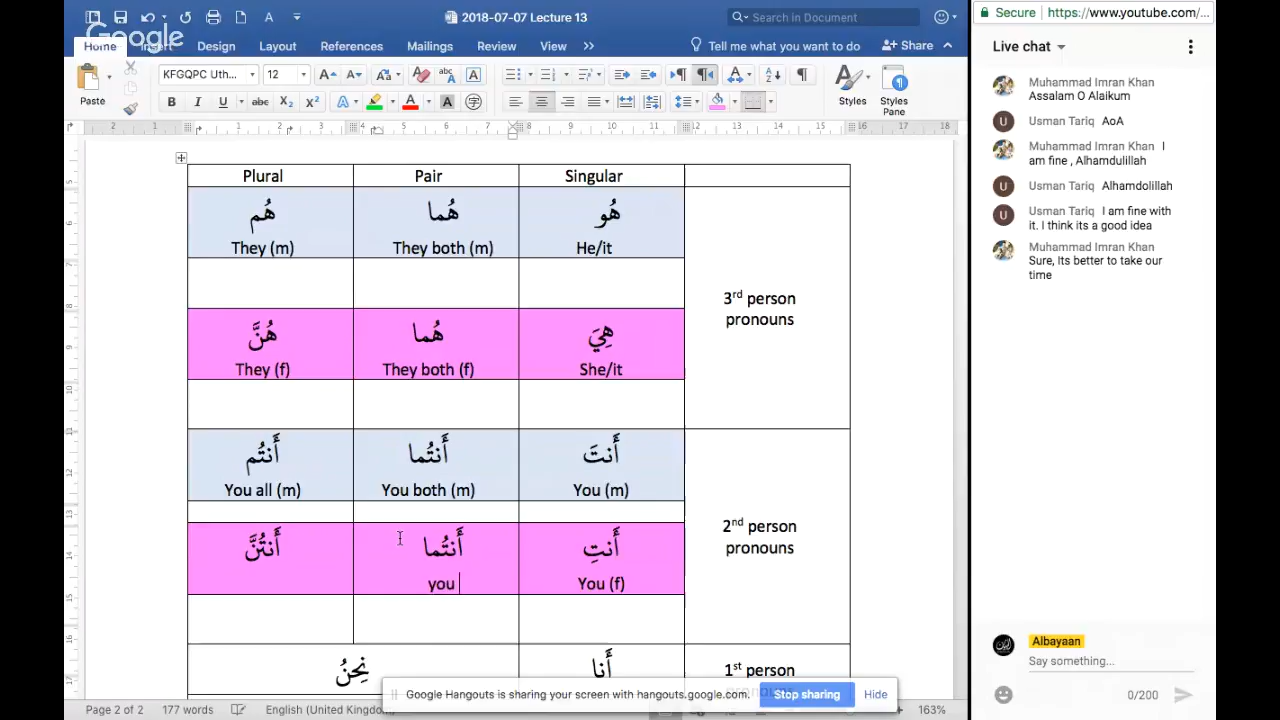 2018-07-07 Lecture 13
Search in Document
Google
Home
Design
Layout
References
Mailings
Review
View
Tell me what you want to do
Share
Paste
KFGQPC Uth...
12
Styles
Styles Pane
Plural Pair Singular
هُم هُما هُو
They (m) They both (m) He/it
3rd person pronouns
هُنَّ هُما هِيَ
They (f) They both (f) She/it
أَنتُم أَنتُما أَنتَ
You all (m) You both (m) You (m)
2nd person pronouns
أَنتُنَّ أَنتُما أَنتِ
you You (f)
نِحنُ أَنا
1st person
Google Hangouts is sharing your screen with hangouts.google.com.
Stop sharing
Hide
Page 2 of 2
177 words
English (United Kingdom)
163%
Secure
https://www.youtube.com/...
Live chat
Muhammad Imran Khan
Assalam O Alaikum
Usman Tariq AoA
Muhammad Imran Khan I
am fine , Alhamdulillah
Usman Tariq Alhamdolillah
Usman Tariq I am fine with
it. I think its a good idea
Muhammad Imran Khan
Sure, Its better to take our
time
Albayaan
Say something...
0/200